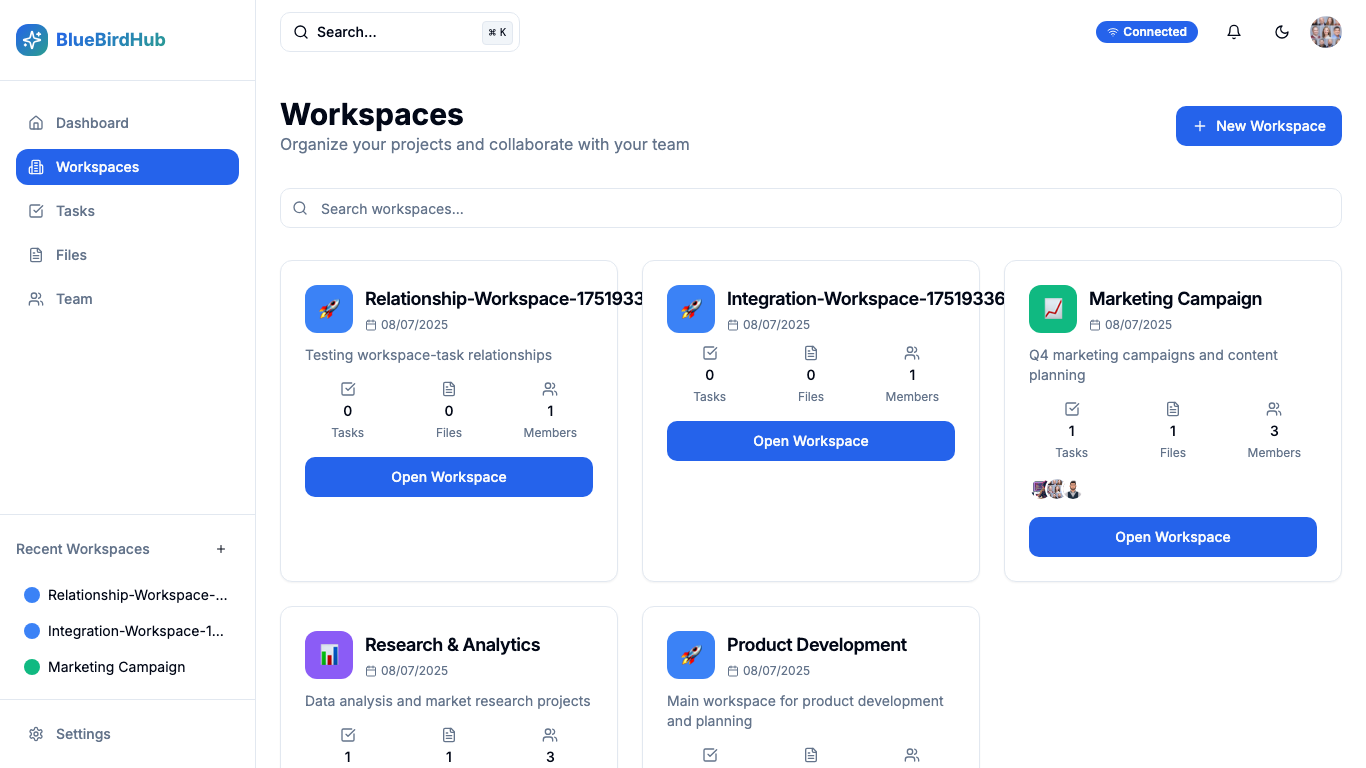 BlueBirdHub
Search...
⌘ K
Connected
Dashboard
Workspaces
Tasks
Files
Team
Recent Workspaces
Relationship-Workspace-...
Integration-Workspace-1...
Marketing Campaign
Settings
Workspaces
Organize your projects and collaborate with your team
New Workspace
Search workspaces...
Relationship-Workspace-1751933
08/07/2025
Testing workspace-task relationships
0
Tasks
0
Files
1
Members
Open Workspace
Integration-Workspace-17519336
08/07/2025
0
Tasks
0
Files
1
Members
Open Workspace
Marketing Campaign
08/07/2025
Q4 marketing campaigns and content
planning
1
Tasks
1
Files
3
Members
Open Workspace
Research & Analytics
08/07/2025
Data analysis and market research projects
1
1
3
Product Development
08/07/2025
Main workspace for product development
and planning